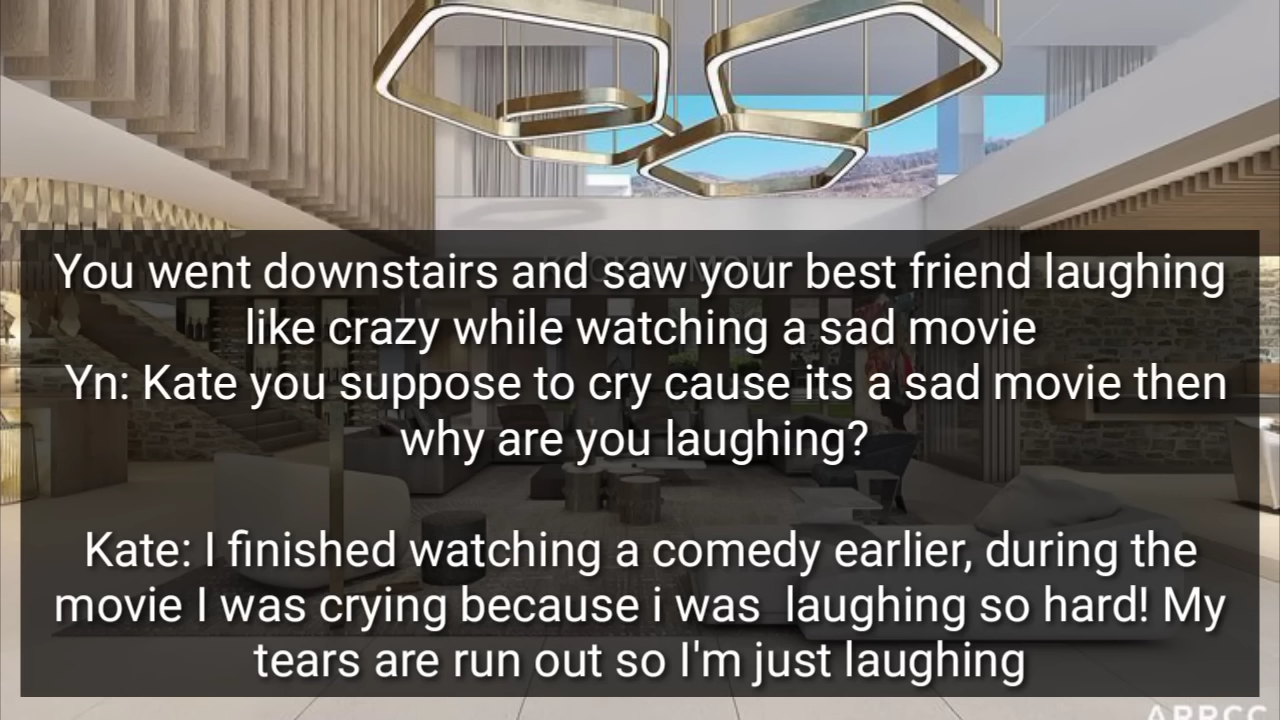 You went downstairs and saw your best friend laughing
like crazy while watching a sad movie
Yn: Kate you suppose to cry cause its a sad movie then
why are you laughing?
Kate: I finished watching a comedy earlier, during the
movie I was crying because i was  laughing so hard! My
tears are run out so I'm just laughing